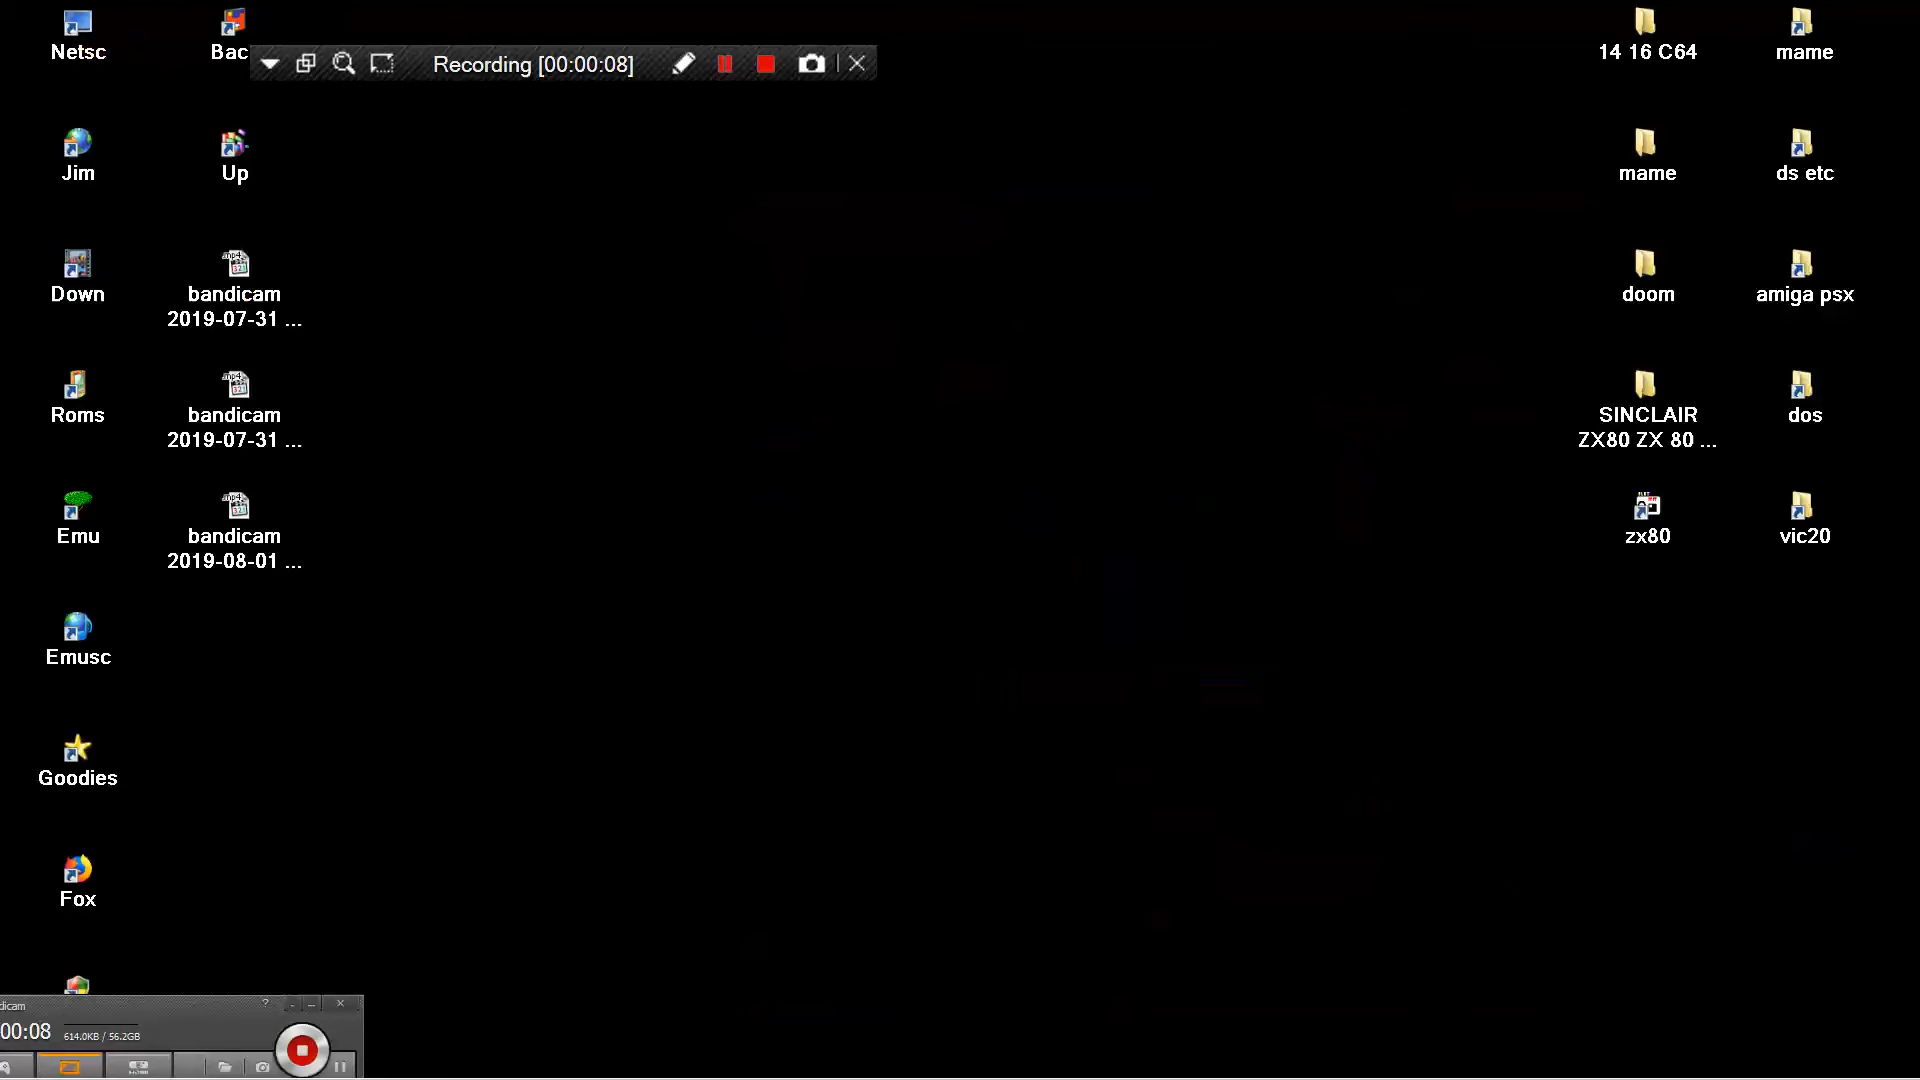 Netsc
Bac
Recording [00:00:08]
14 16 C64
mame
Jim
Up
mame
ds etc
Down
bandicam
2019-07-31 ...
doom
amiga psx
Roms
bandicam
2019-07-31 ...
SINCLAIR
ZX80 ZX 80 ...
dos
Emu
bandicam
2019-08-01 ...
zx80
vic20
Emusc
Goodies
Fox
dicam
00:08
614.0KB / 56.2GB